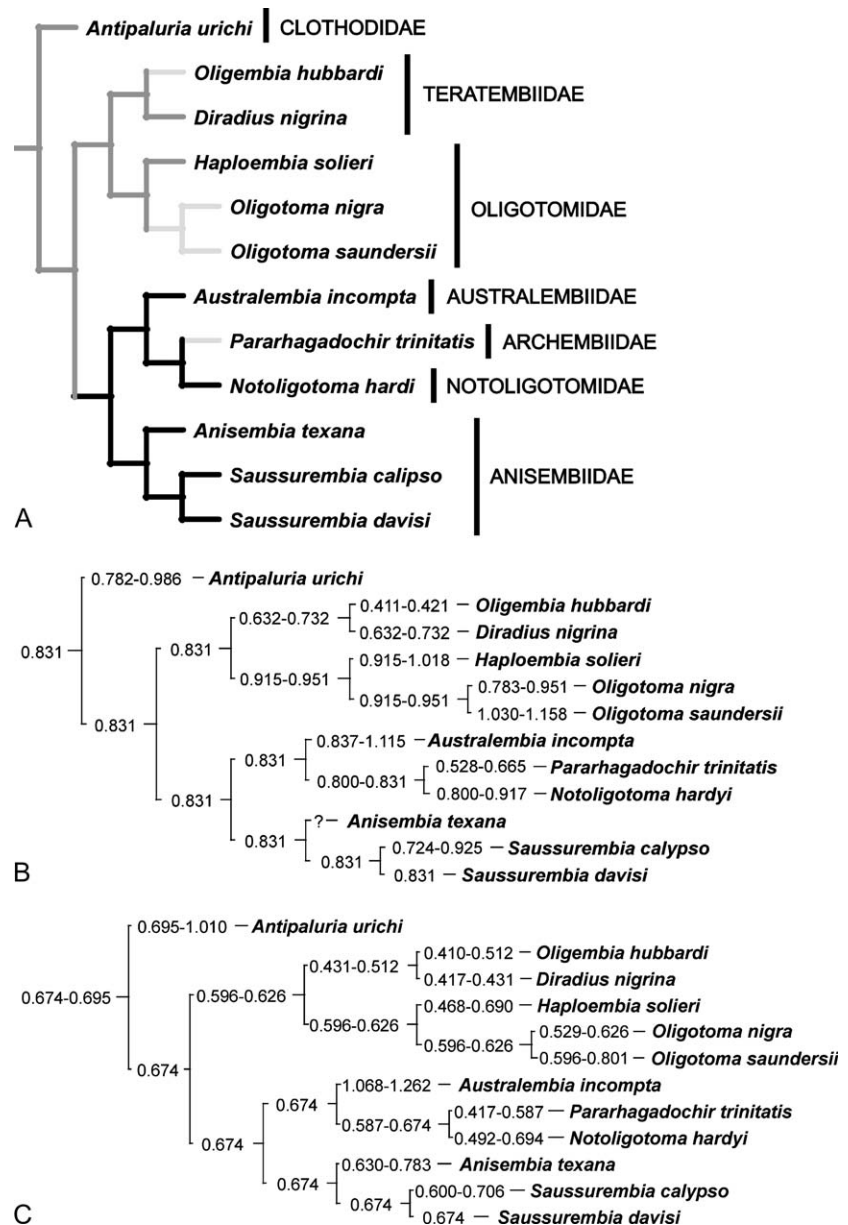 Antipaluria urichi CLOTHODIDAE
Oligembia hubbardi
TERATEMBIIDAE
Diradius nigrina
Haploembia solieri
Oligotoma nigra
OLIGOTOMIDAE
Oligotoma saundersii
Australembia incompta AUSTRALEMBIIDAE
Pararhagadochir trinitatis ARCHEMBIIDAE
Notoligotoma hardi NOTOLIGOTOMIDAE
Anisembia texana
Saussurembia calipso ANISEMBIIDAE
Saussurembia davisi
A
0.782-0.986 Antipaluria urichi
0.411-0.421 Oligembia hubbardi
0.632-0.732
0.632-0.732 Diradius nigrina
0.831
0.831
0.915-1.018 Haploembia solieri
0.915-0.951
0.783-0.951 Oligotoma nigra
0.915-0.951
1.030-1.158 Oligotoma saundersii
0.831
0.837-1.115 Australembia incompta
0.831
0.528-0.665 Pararhagadochir trinitatis
0.800-0.831
0.800-0.917 Notoligotoma hardyi
0.831
? Anisembia texana
0.831
0.724-0.925 Saussurembia calypso
0.831
0.831 Saussurembia davisi
B
0.695-1.010 Antipaluria urichi
0.410-0.512 Oligembia hubbardi
0.431-0.512
0.417-0.431 Diradius nigrina
0.674-0.695
0.596-0.626
0.468-0.690 Haploembia solieri
0.596-0.626
0.529-0.626 Oligotoma nigra
0.596-0.626
0.596-0.801 Oligotoma saundersii
0.674
1.068-1.262 Australembia incompta
0.674
0.417-0.587 Pararhagadochir trinitatis
0.587-0.674
0.492-0.694 Notoligotoma hardyi
0.674
0.630-0.783 Anisembia texana
0.674
0.600-0.706 Saussurembia calypso
0.674
0.674 Saussurembia davisi
C